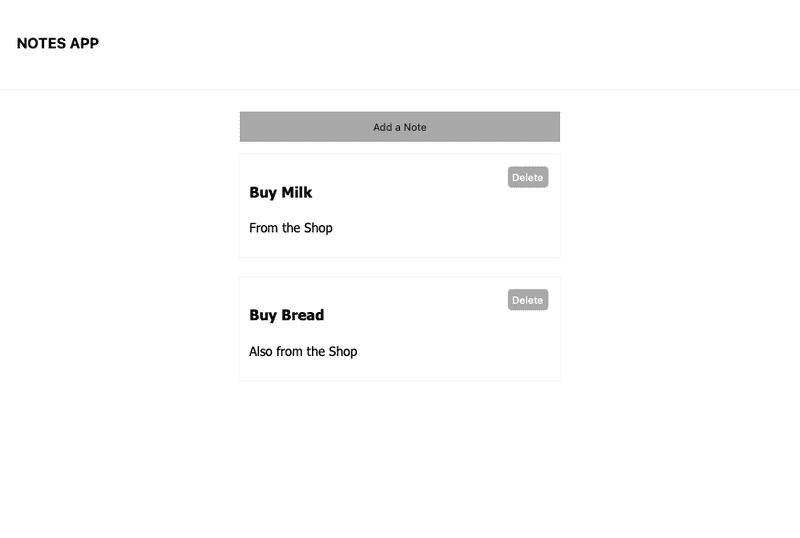 NOTES APP
Add a Note
Delete
Buy Milk
From the Shop
Delete
Buy Bread
Also from the Shop